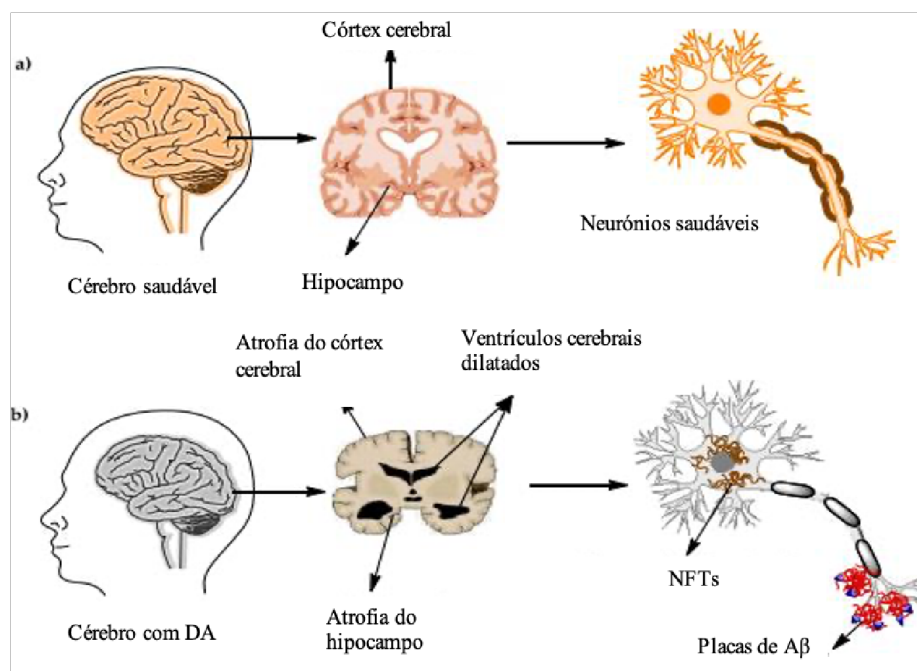 Córtex cerebral
a)
Neurónios saudáveis
Hipocampo
Cérebro saudável
Atrofia do córtex
cerebral
Ventrículos cerebrais
dilatados
b)
NFTs
Atrofia do
hipocampo
Cérebro com DA
Placas de Aβ